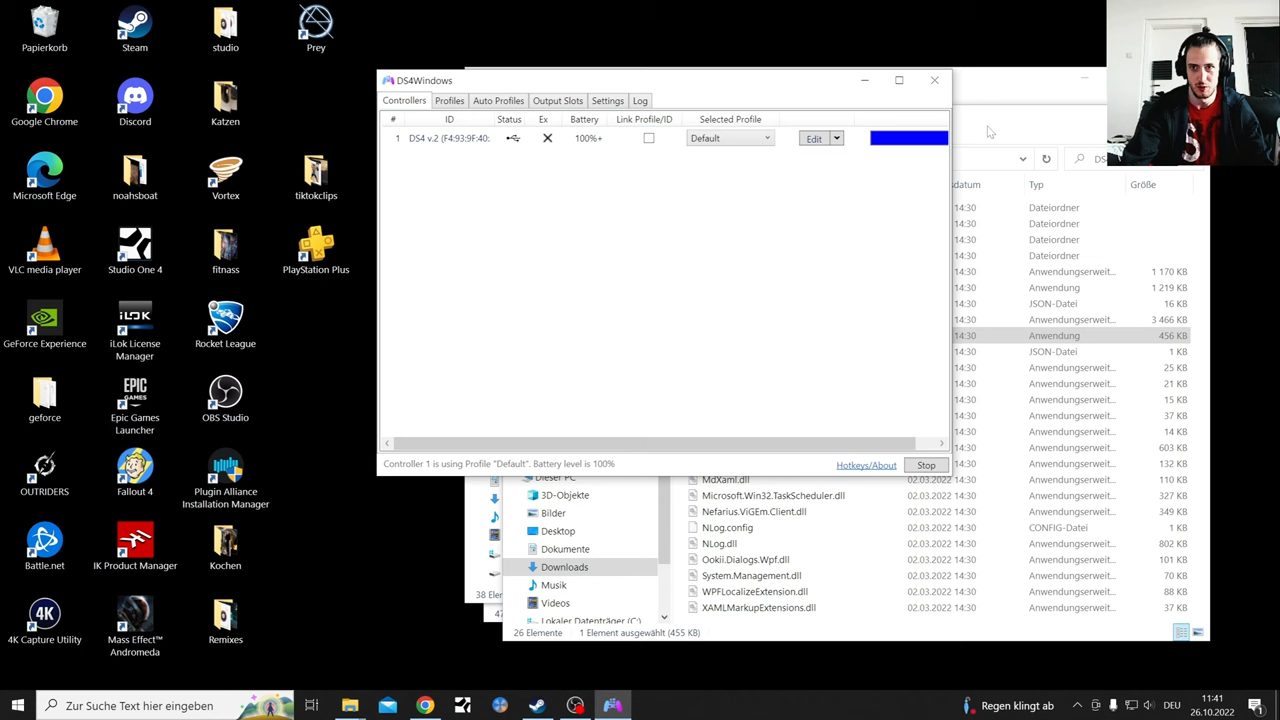 Papierkorb
Steam
studio
Prey
Google Chrome
Discord
Katzen
Microsoft Edge
noahsboat
Vortex
tiktokclips
VLC media player
Studio One 4
fitnass
PlayStation Plus
GeForce Experience
iLok License
Manager
Rocket League
geforce
Epic Games
Launcher
OBS Studio
OUTRIDERS
Fallout 4
Plugin Alliance
Installation Manager
Battle.net
IK Product Manager
Kochen
4K Capture Utility
Mass Effect™
Andromeda
Remixes
DS4Windows
Controllers Profiles Auto Profiles Output Slots Settings Log
# ID Status Ex Battery Link Profile/ID Selected Profile
1 DS4 v.2 (F4:93:9F:40: 100%+ Default Edit
Controller 1 is using Profile "Default". Battery level is 100%
Hotkeys/About Stop
DS
datum Typ Größe
14:30 Dateiordner
14:30 Dateiordner
14:30 Dateiordner
14:30 Dateiordner
14:30 Anwendungserweit... 1 170 KB
14:30 Anwendung 1 219 KB
14:30 JSON-Datei 16 KB
14:30 Anwendungserweit... 3 466 KB
14:30 Anwendung 456 KB
14:30 JSON-Datei 1 KB
14:30 Anwendungserweit... 25 KB
14:30 Anwendungserweit... 21 KB
14:30 Anwendungserweit... 15 KB
14:30 Anwendungserweit... 37 KB
14:30 Anwendungserweit... 14 KB
14:30 Anwendungserweit... 603 KB
14:30 Anwendungserweit... 132 KB
MdXaml.dll 02.03.2022 14:30 Anwendungserweit... 110 KB
Microsoft.Win32.TaskScheduler.dll 02.03.2022 14:30 Anwendungserweit... 327 KB
Nefarius.ViGEm.Client.dll 02.03.2022 14:30 Anwendungserweit... 349 KB
NLog.config 02.03.2022 14:30 CONFIG-Datei 1 KB
NLog.dll 02.03.2022 14:30 Anwendungserweit... 802 KB
Ookii.Dialogs.Wpf.dll 02.03.2022 14:30 Anwendungserweit... 101 KB
System.Management.dll 02.03.2022 14:30 Anwendungserweit... 70 KB
WPFLocalizeExtension.dll 02.03.2022 14:30 Anwendungserweit... 88 KB
XAMLMarkupExtensions.dll 02.03.2022 14:30 Anwendungserweit... 37 KB
Dieser PC
3D-Objekte
Bilder
Desktop
Dokumente
Downloads
Musik
Videos
Lokaler Datenträger (C:)
38 Elem
47
26 Elemente 1 Element ausgewählt (455 KB)
Zur Suche Text hier eingeben
Regen klingt ab
DEU
11:41
26.10.2022
1